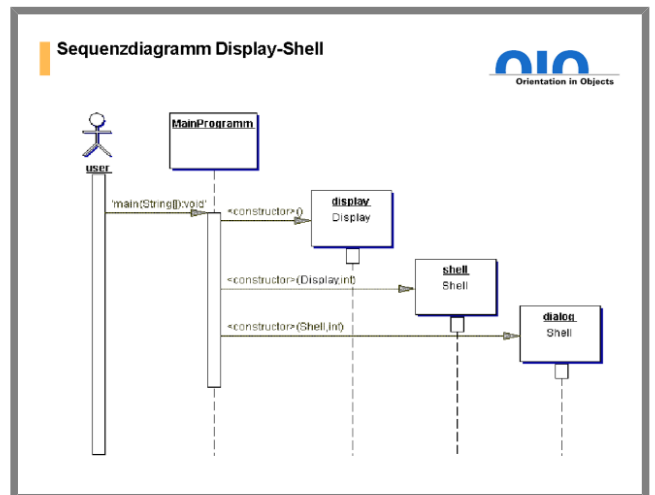 Sequenzdiagramm Display-Shell
OIO
Orientation in Objects
MainProgramm
user
'main(String[]):void'
<constructor>()
display
Display
<constructor>(Display,int)
shell
Shell
<constructor>(Shell,int)
dialog
Shell